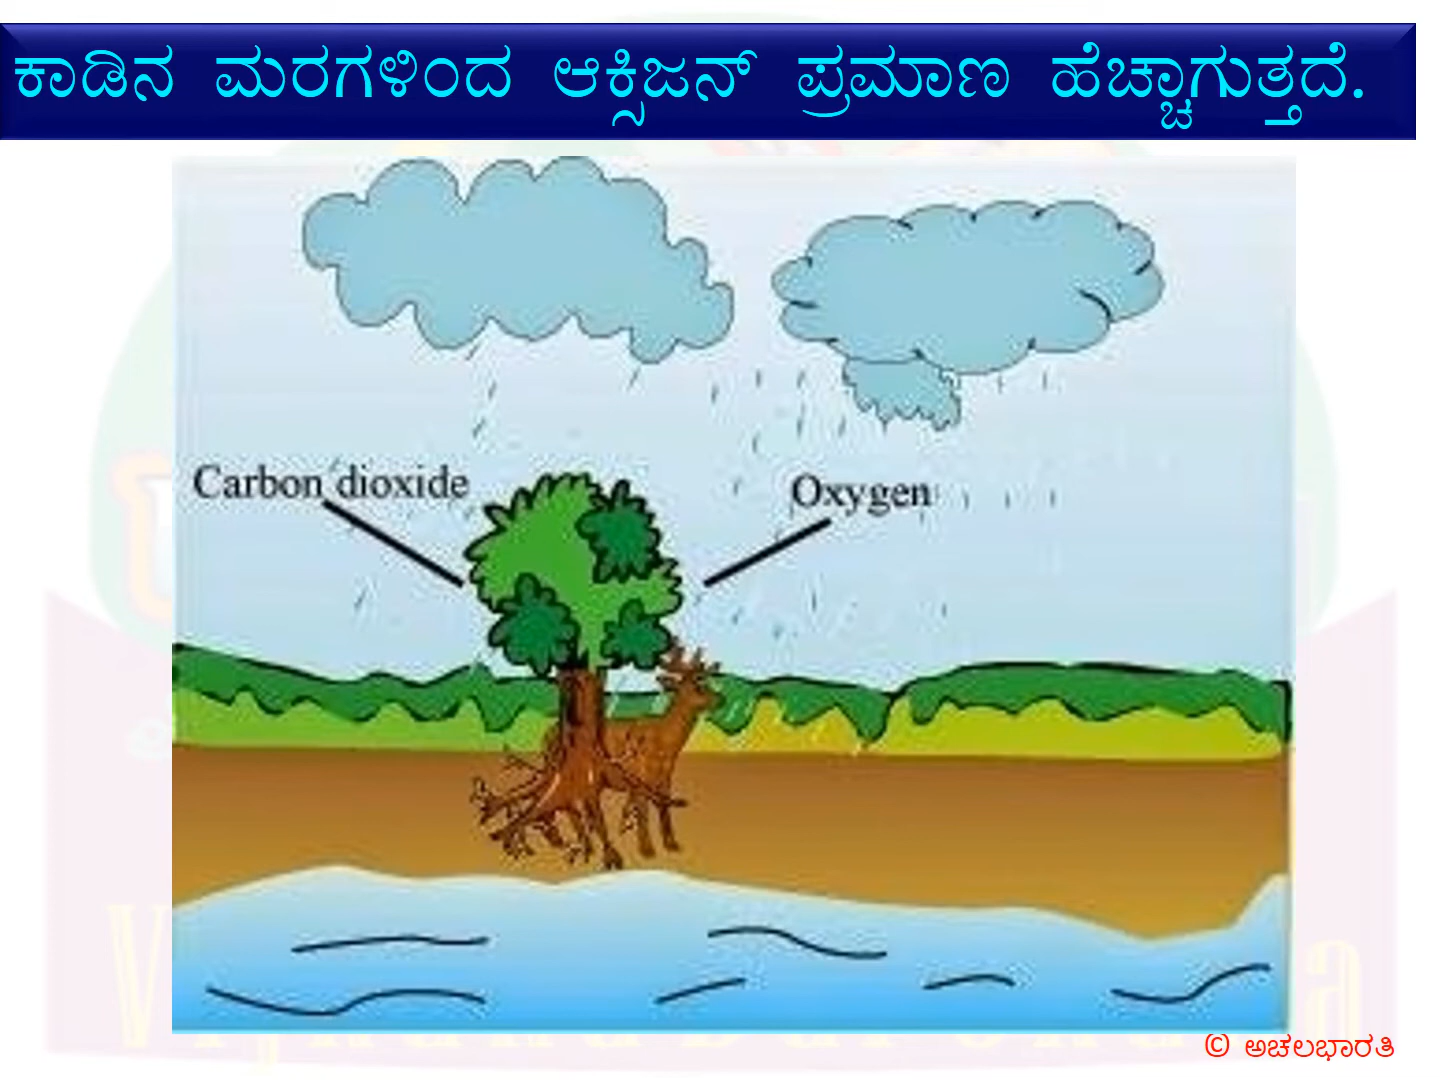 ಕಾಡಿನ ಮರಗಳಿಂದ ಆಕ್ಸಿಜನ್ ಪ್ರಮಾಣ ಹೆಚ್ಚಾಗುತ್ತದೆ.
Carbon dioxide
Oxygen
© ಅಚಲಭಾರತಿ